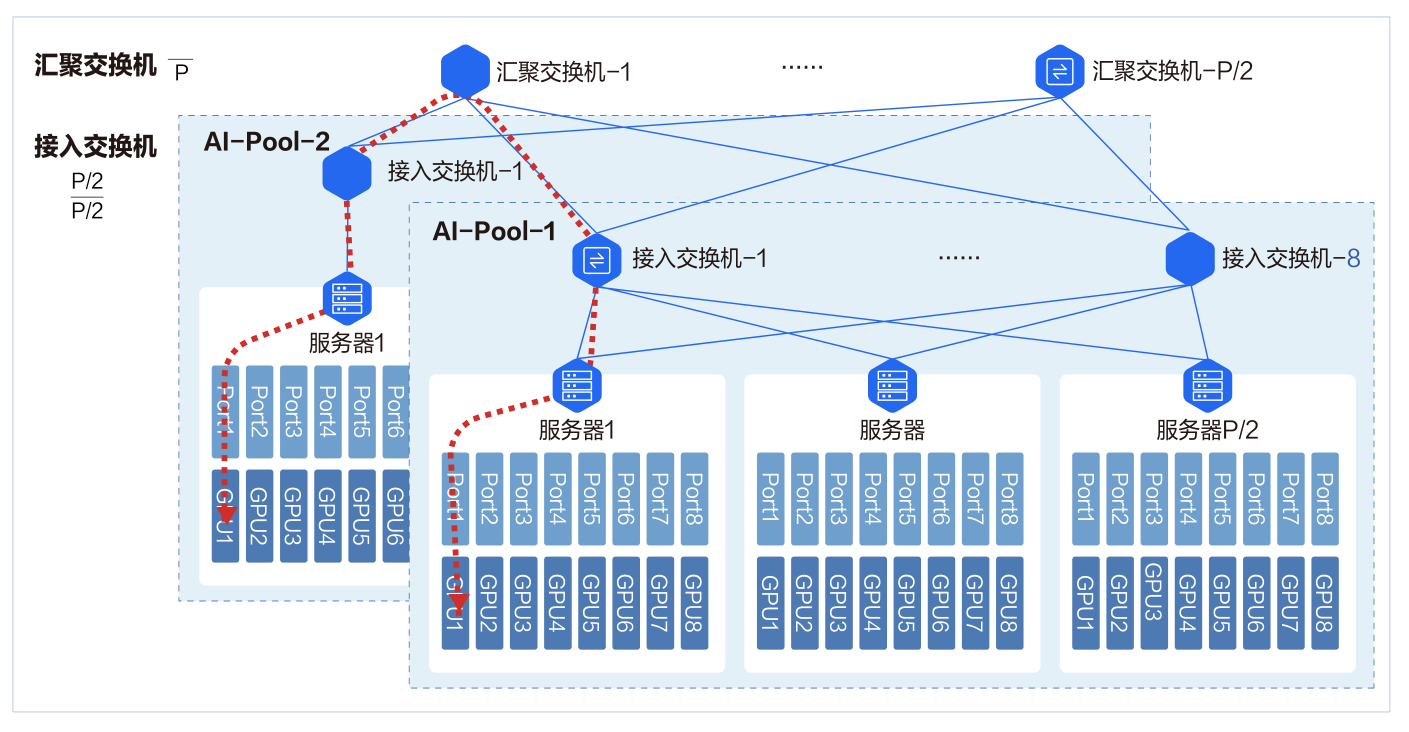 汇聚交换机 P
汇聚交换机-1
······
汇聚交换机-P/2
接入交换机
P/2
P/2
AI-Pool-2
接入交换机-1
服务器1
Port1 Port2 Port3 Port4 Port5 Port6
GPU1 GPU2 GPU3 GPU4 GPU5 GPU6
AI-Pool-1
接入交换机-1
······
接入交换机-8
服务器1
Port1 Port2 Port3 Port4 Port5 Port6 Port7 Port8
GPU1 GPU2 GPU3 GPU4 GPU5 GPU6 GPU7 GPU8
服务器
Port1 Port2 Port3 Port4 Port5 Port6 Port7 Port8
GPU1 GPU2 GPU3 GPU4 GPU5 GPU6 GPU7 GPU8
服务器P/2
Port1 Port2 Port3 Port4 Port5 Port6 Port7 Port8
GPU1 GPU2 GPU3 GPU4 GPU5 GPU6 GPU7 GPU8